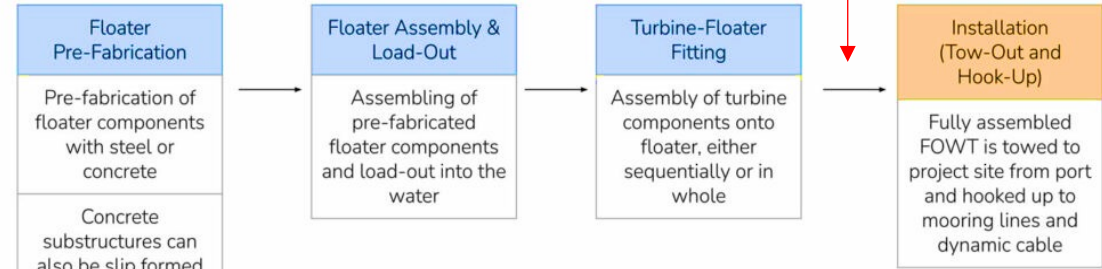 Floater
Pre-Fabrication
Pre-fabrication of
floater components
with steel or
concrete
Concrete
substructures can
also be slip formed
Floater Assembly &
Load-Out
Assembling of
pre-fabricated
floater components
and load-out into the
water
Turbine-Floater
Fitting
Assembly of turbine
components onto
floater, either
sequentially or in
whole
Installation
(Tow-Out and
Hook-Up)
Fully assembled
FOWT is towed to
project site from port
and hooked up to
mooring lines and
dynamic cable